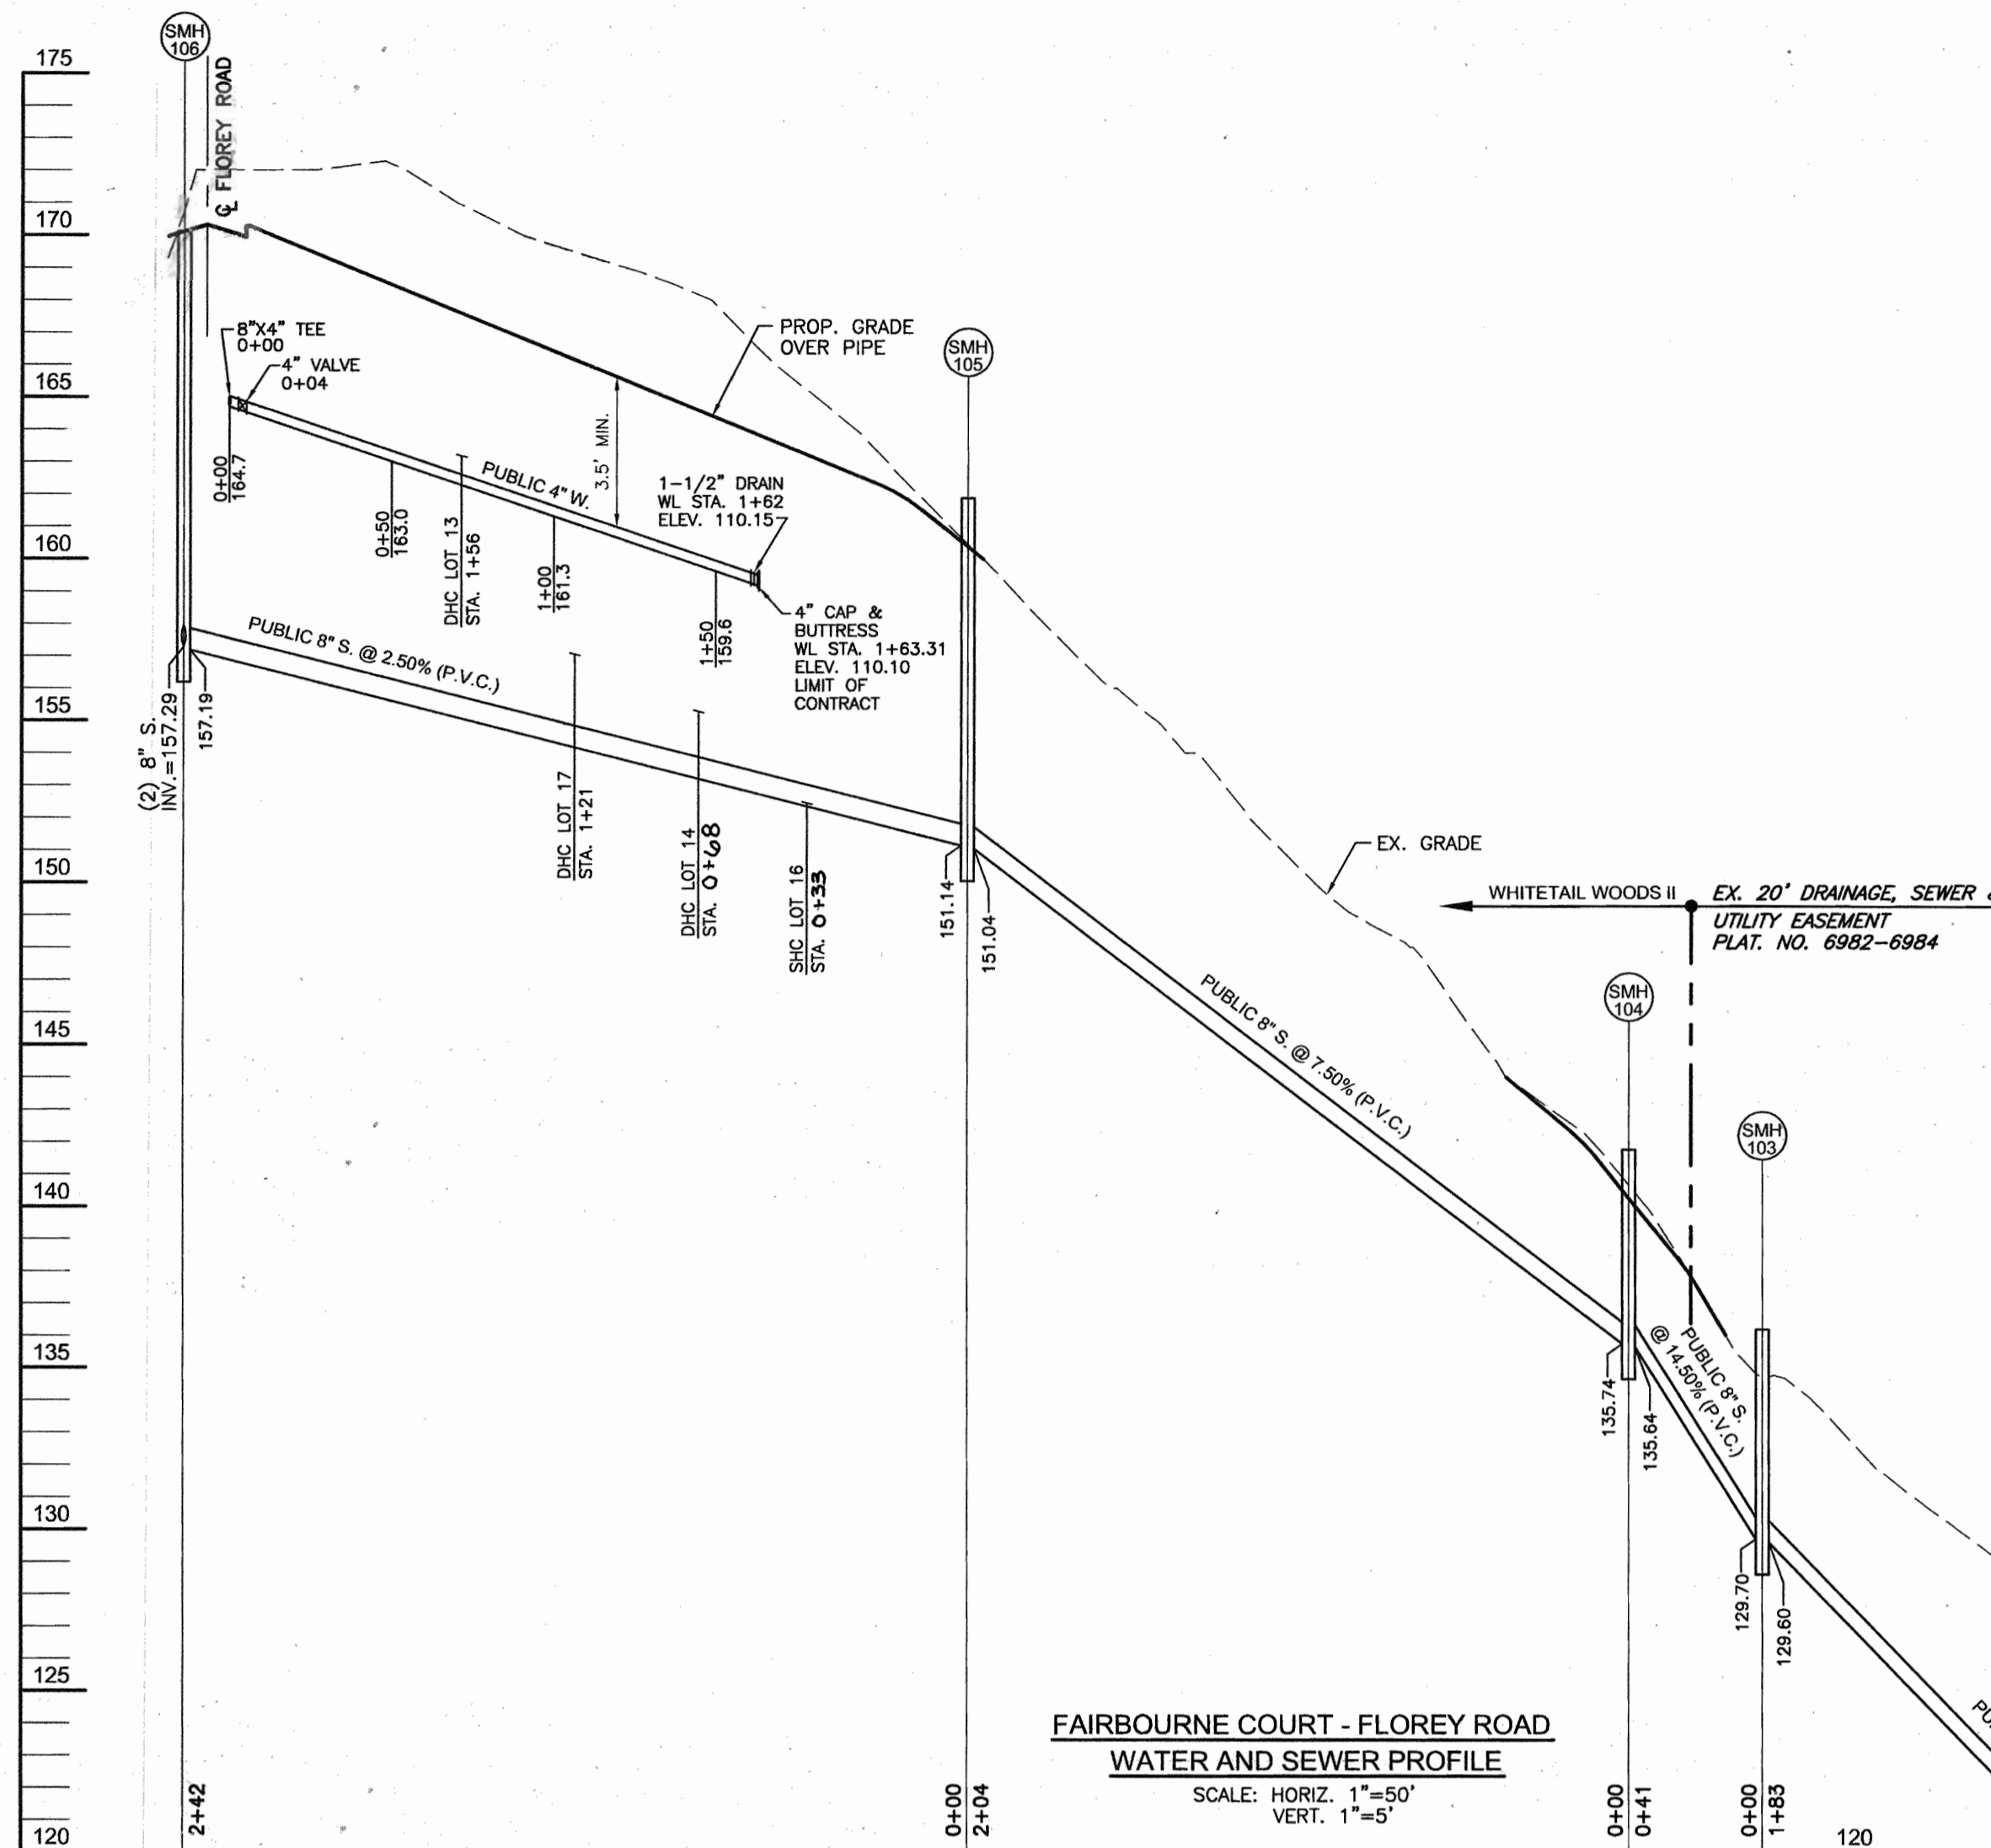 SMH
106
175
170
165
160
155
150
145
140
135
130
125
120
℄ FLOREY ROAD
8"X4" TEE
0+00
4" VALVE
0+04
PROP. GRADE
OVER PIPE
SMH
105
3.5' MIN.
PUBLIC 4" W.
1-1/2" DRAIN
WL STA. 1+62
ELEV. 110.15
0+00
164.7
0+50
163.0
DHC LOT 13
STA. 1+56
1+00
161.3
1+50
159.6
4" CAP &
BUTTRESS
WL STA. 1+63.31
ELEV. 110.10
LIMIT OF
CONTRACT
PUBLIC 8" S. @ 2.50% (P.V.C.)
(2) 8" S.
INV.=157.29
157.19
DHC LOT 17
STA. 1+21
DHC LOT 14
STA. 0+68
SHC LOT 16
STA. 0+33
151.14
151.04
EX. GRADE
WHITETAIL WOODS II
EX. 20' DRAINAGE, SEWER &
UTILITY EASEMENT
PLAT. NO. 6982-6984
PUBLIC 8" S. @ 7.50% (P.V.C.)
SMH
104
SMH
103
PUBLIC 8" S.
@ 14.50% (P.V.C.)
135.74
135.64
129.70
129.60
PU
FAIRBOURNE COURT - FLOREY ROAD
WATER AND SEWER PROFILE
SCALE: HORIZ. 1"=50'
VERT. 1"=5'
2+42
0+00
2+04
0+00
0+41
0+00
1+83
120